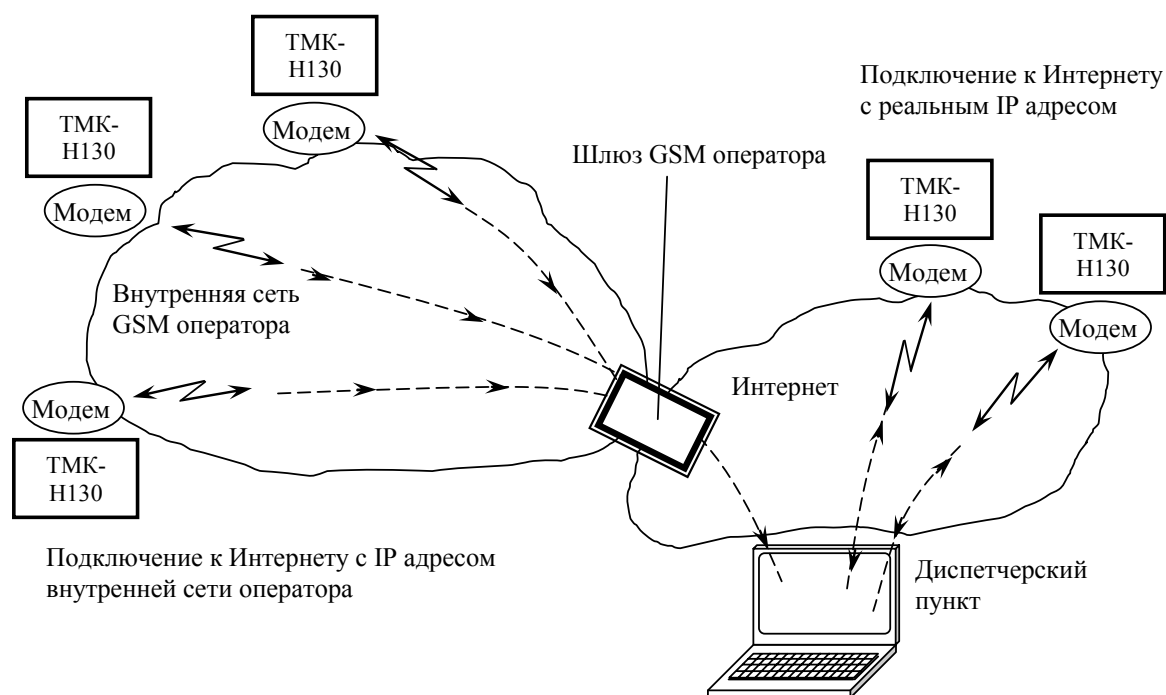 ТМК-
Н130
Модем
ТМК-
Н130
Модем
Подключение к Интернету
с реальным IP адресом
Шлюз GSM оператора
ТМК-
Н130
Модем
ТМК-
Н130
Модем
Внутренняя сеть
GSM оператора
Интернет
Модем
ТМК-
Н130
Подключение к Интернету с IP адресом
внутренней сети оператора
Диспетчерский
пункт